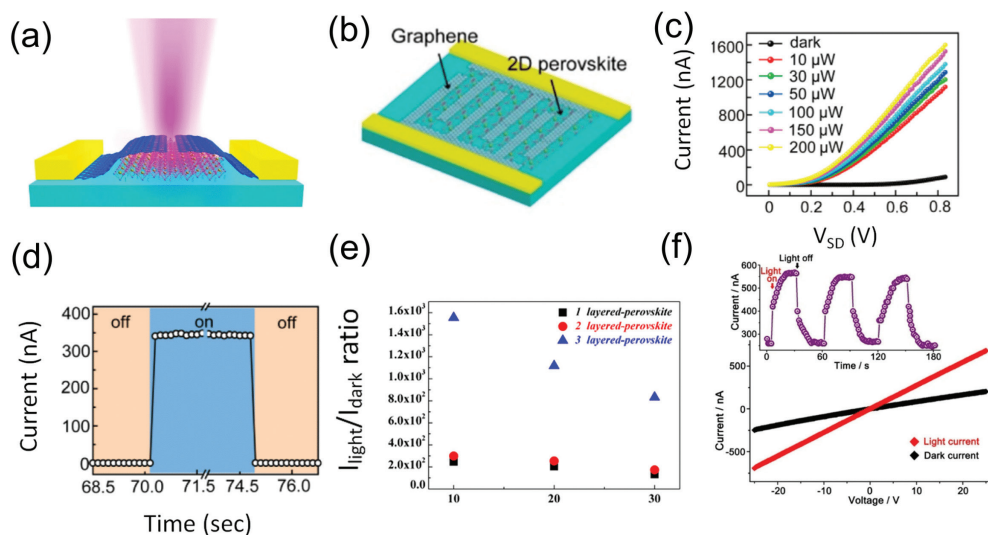 (a)
(b)
Graphene
2D perovskite
(c)
Current (nA)
1600
1200
800
400
0
dark
10 μW
30 μW
50 μW
100 μW
150 μW
200 μW
0 0.2 0.4 0.6 0.8
V_SD (V)
(d)
Current (nA)
400
300
200
100
0
off on off
68.5 70.0 71.5 74.5 76.0
Time (sec)
(e)
I_light/I_dark ratio
1.6x10³
1.4x10³
1.2x10³
1.0x10³
8.0x10²
6.0x10²
4.0x10²
2.0x10²
0.0
1 layered-perovskite
2 layered-perovskite
3 layered-perovskite
10 20 30
(f)
Current / nA
600
500
400
300
200
Light on
Light off
0 60 120 180
Time / s
Current / nA
500
0
-500
Light current
Dark current
-20 -10 0 10 20
Voltage / V